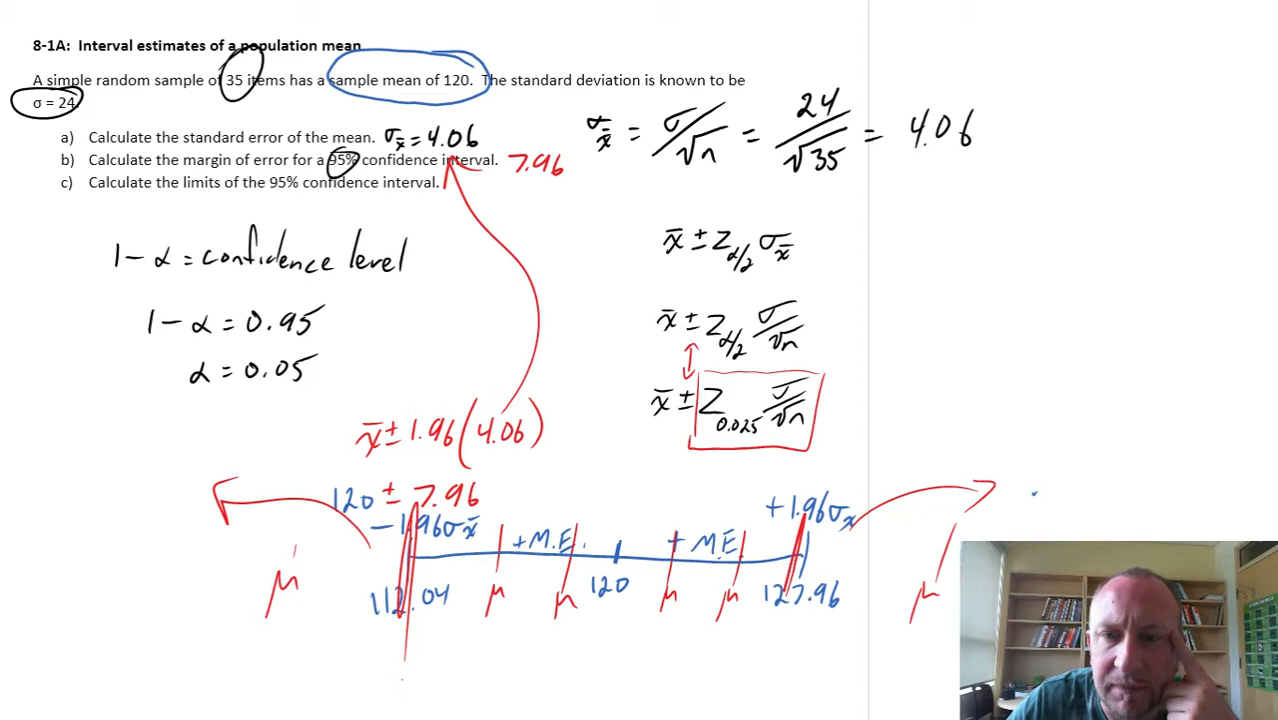 8-1A: Interval estimates of a population mean
A simple random sample of 35 items has a sample mean of 120. The standard deviation is known to be
σ = 24.
a) Calculate the standard error of the mean. σx̄ = 4.06
b) Calculate the margin of error for a 95% confidence interval. 7.96
c) Calculate the limits of the 95% confidence interval.
σx̄ = σ/√n = 24/√35 = 4.06
1 - α = confidence level
1 - α = 0.95
α = 0.05
x̄ ± Zα/2 σx̄
x̄ ± Zα/2 σ/√n
x̄ ± Z0.025 σ/√n
x̄ ± 1.96(4.06)
120 ± 7.96
-1.96σx̄ +M.E. +M.E. +1.96σx̄
μ 112.04 μ μ 120 μ μ 127.96 μ